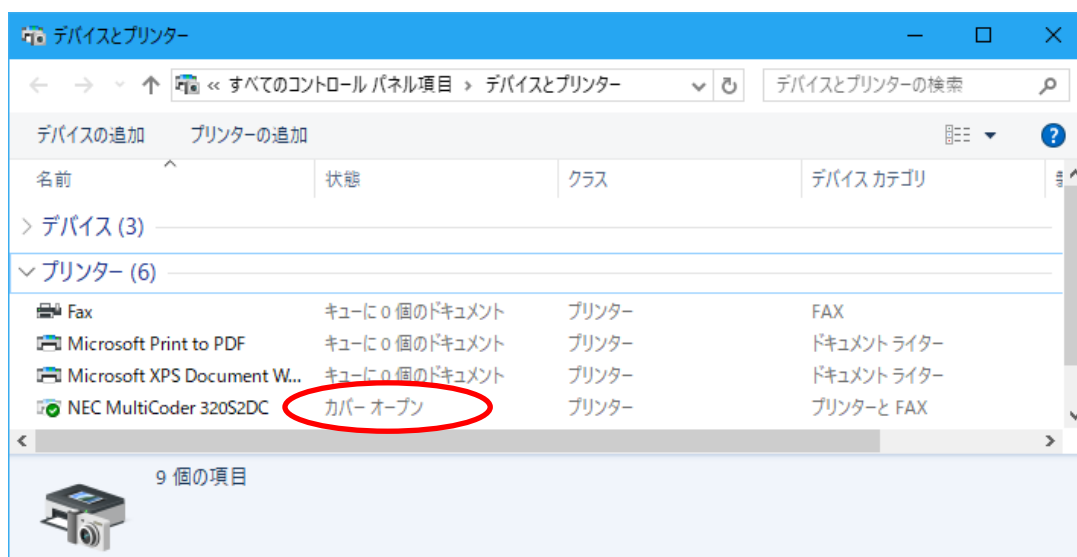 デバイスとプリンター
« すべてのコントロール パネル項目 › デバイスとプリンター デバイスとプリンターの検索
デバイスの追加 プリンターの追加
名前 状態 クラス デバイス カテゴリ
デバイス (3)
プリンター (6)
Fax キューに 0 個のドキュメント プリンター FAX
Microsoft Print to PDF キューに 0 個のドキュメント プリンター ドキュメント ライター
Microsoft XPS Document W... キューに 0 個のドキュメント プリンター ドキュメント ライター
NEC MultiCoder 320S2DC カバー オープン プリンター プリンターと FAX
9 個の項目